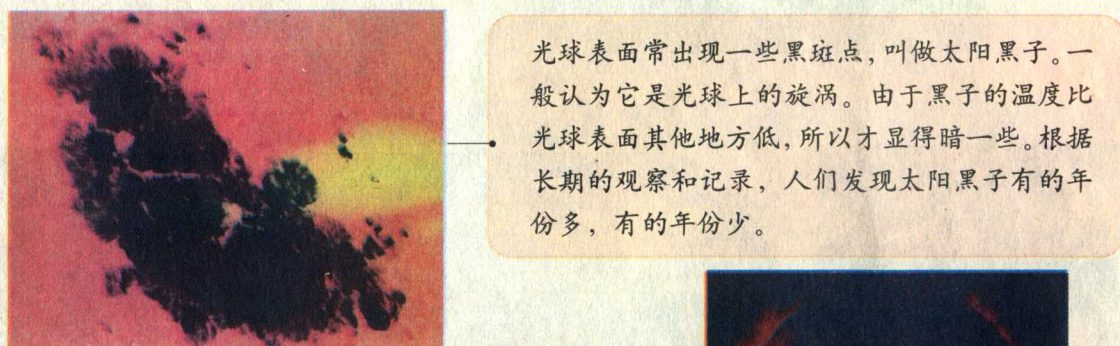 光球表面常出现一些黑斑点，叫做太阳黑子。一
般认为它是光球上的旋涡。由于黑子的温度比
光球表面其他地方低，所以才显得暗一些。根据
长期的观察和记录，人们发现太阳黑子有的年
份多，有的年份少。